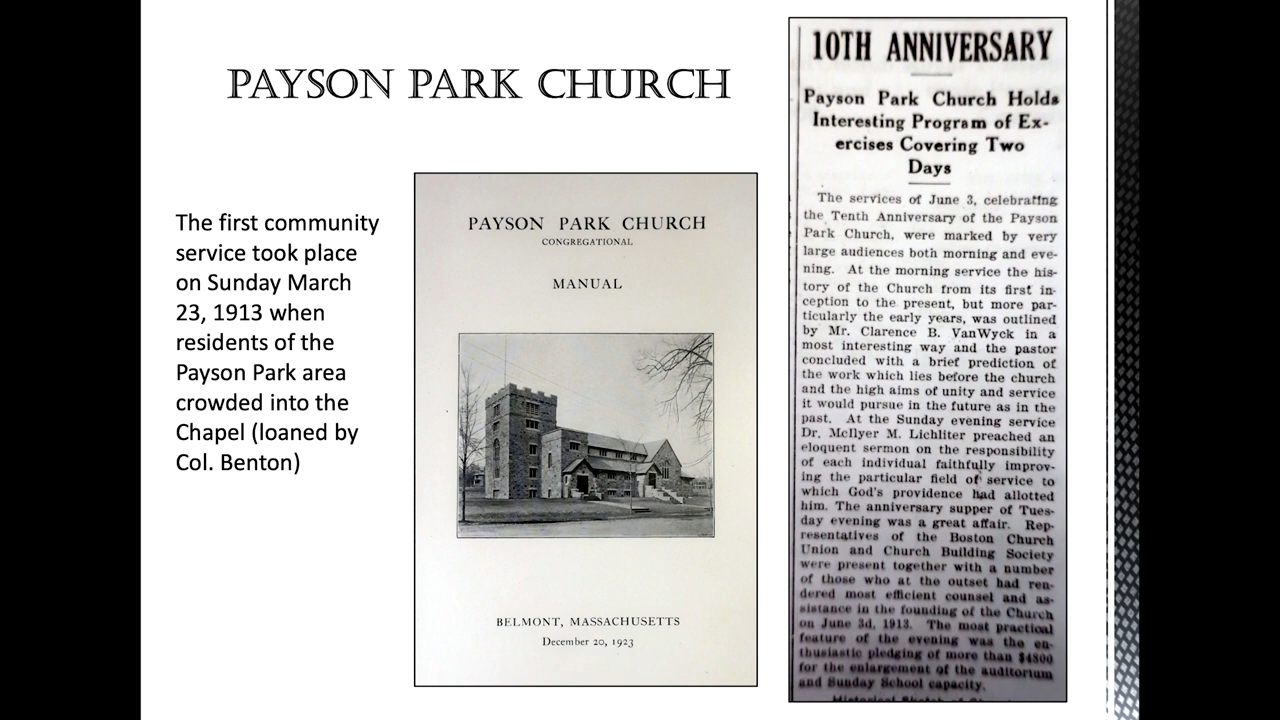 PAYSON PARK CHURCH
The first community
service took place
on Sunday March
23, 1913 when
residents of the
Payson Park area
crowded into the
Chapel (loaned by
Col. Benton)
PAYSON PARK CHURCH
CONGREGATIONAL
MANUAL
BELMONT, MASSACHUSETTS
December 20, 1923
10TH ANNIVERSARY
Payson Park Church Holds
Interesting Program of Ex-
ercises Covering Two
Days
The services of June 3, celebrating
the Tenth Anniversary of the Payson
Park Church, were marked by very
large audiences both morning and eve-
ning. At the morning service the his-
tory of the Church from its first in-
ception to the present, but more par-
ticularly the early years, was outlined
by Mr. Clarence B. VanWyck in a
most interesting way and the pastor
concluded with a brief prediction of
the work which lies before the church
and the high aims of unity and service
it would pursue in the future as in the
past. At the Sunday evening service
Dr. McIlyer M. Lichliter preached an
eloquent sermon on the responsibility
of each individual faithfully improv-
ing the particular field of service to
which God's providence had allotted
him. The anniversary supper of Tues-
day evening was a great affair. Rep-
resentatives of the Boston Church
Union and Church Building Society
were present together with a number
of those who at the outset had ren-
dered most efficient counsel and as-
sistance in the founding of the Church
on June 3d, 1913. The most practical
feature of the evening was the en-
thusiastic pledging of more than $4800
for the enlargement of the auditorium
and Sunday School capacity.